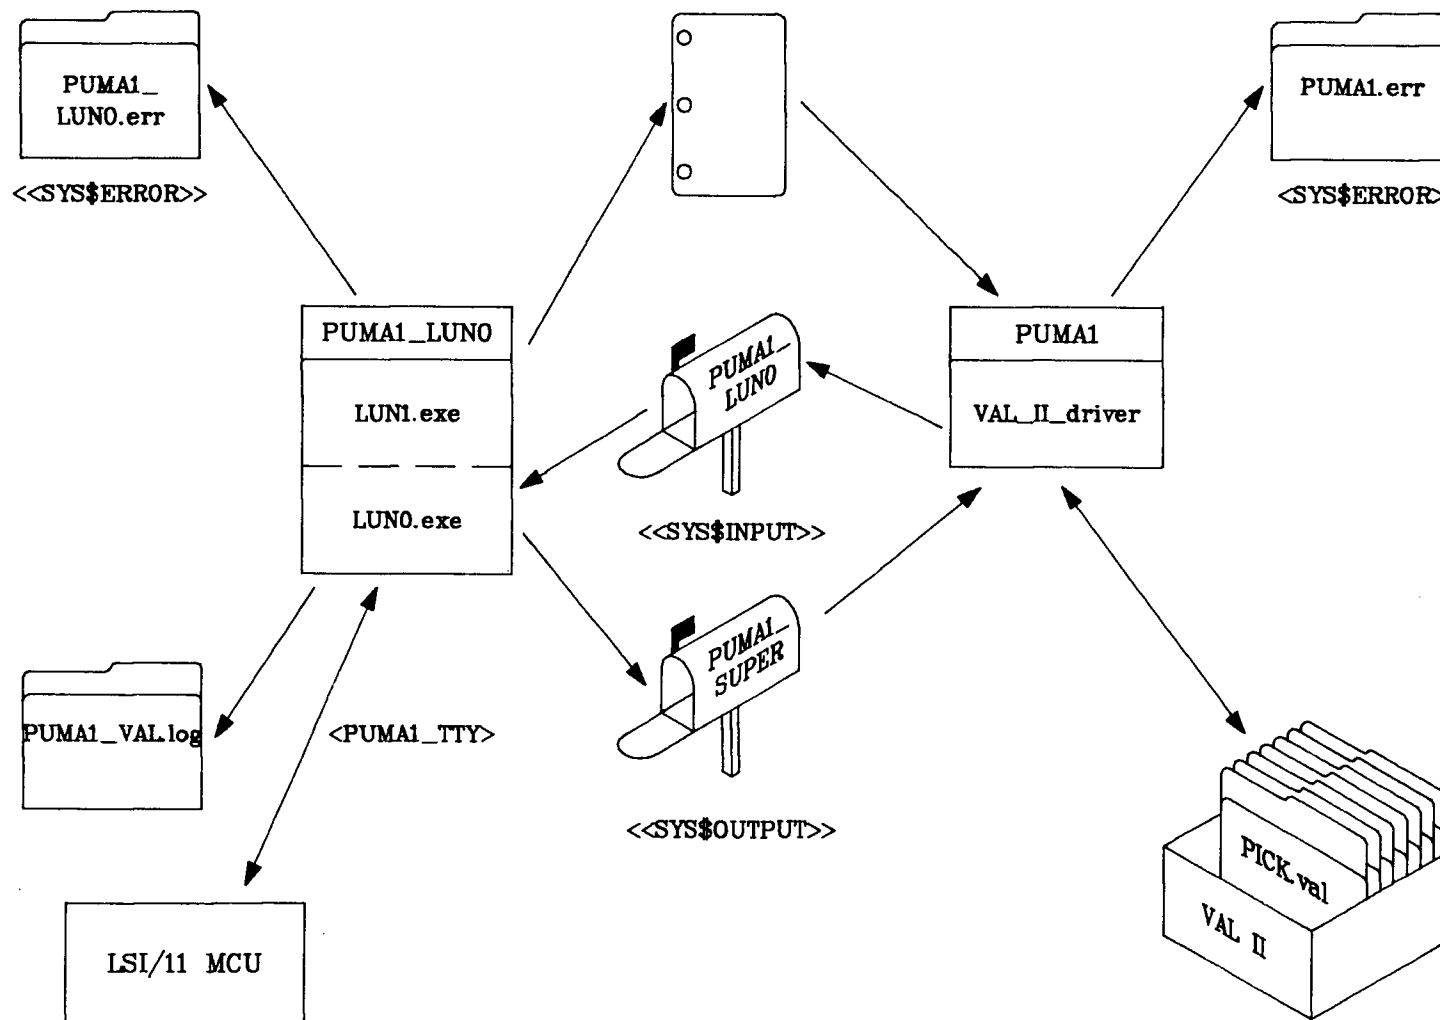 PUMA1_
LUN0.err
<<SYS$ERROR>>
PUMA1.err
<SYS$ERROR>
PUMA1_LUN0
LUN1.exe
LUN0.exe
PUMA1_
LUN0
<<SYS$INPUT>>
PUMA1
VAL_II_driver
PUMA1_
SUPER
<<SYS$OUTPUT>>
PUMA1_VAL.log
<PUMA1_TTY>
LSI/11 MCU
PICK.val
VAL II